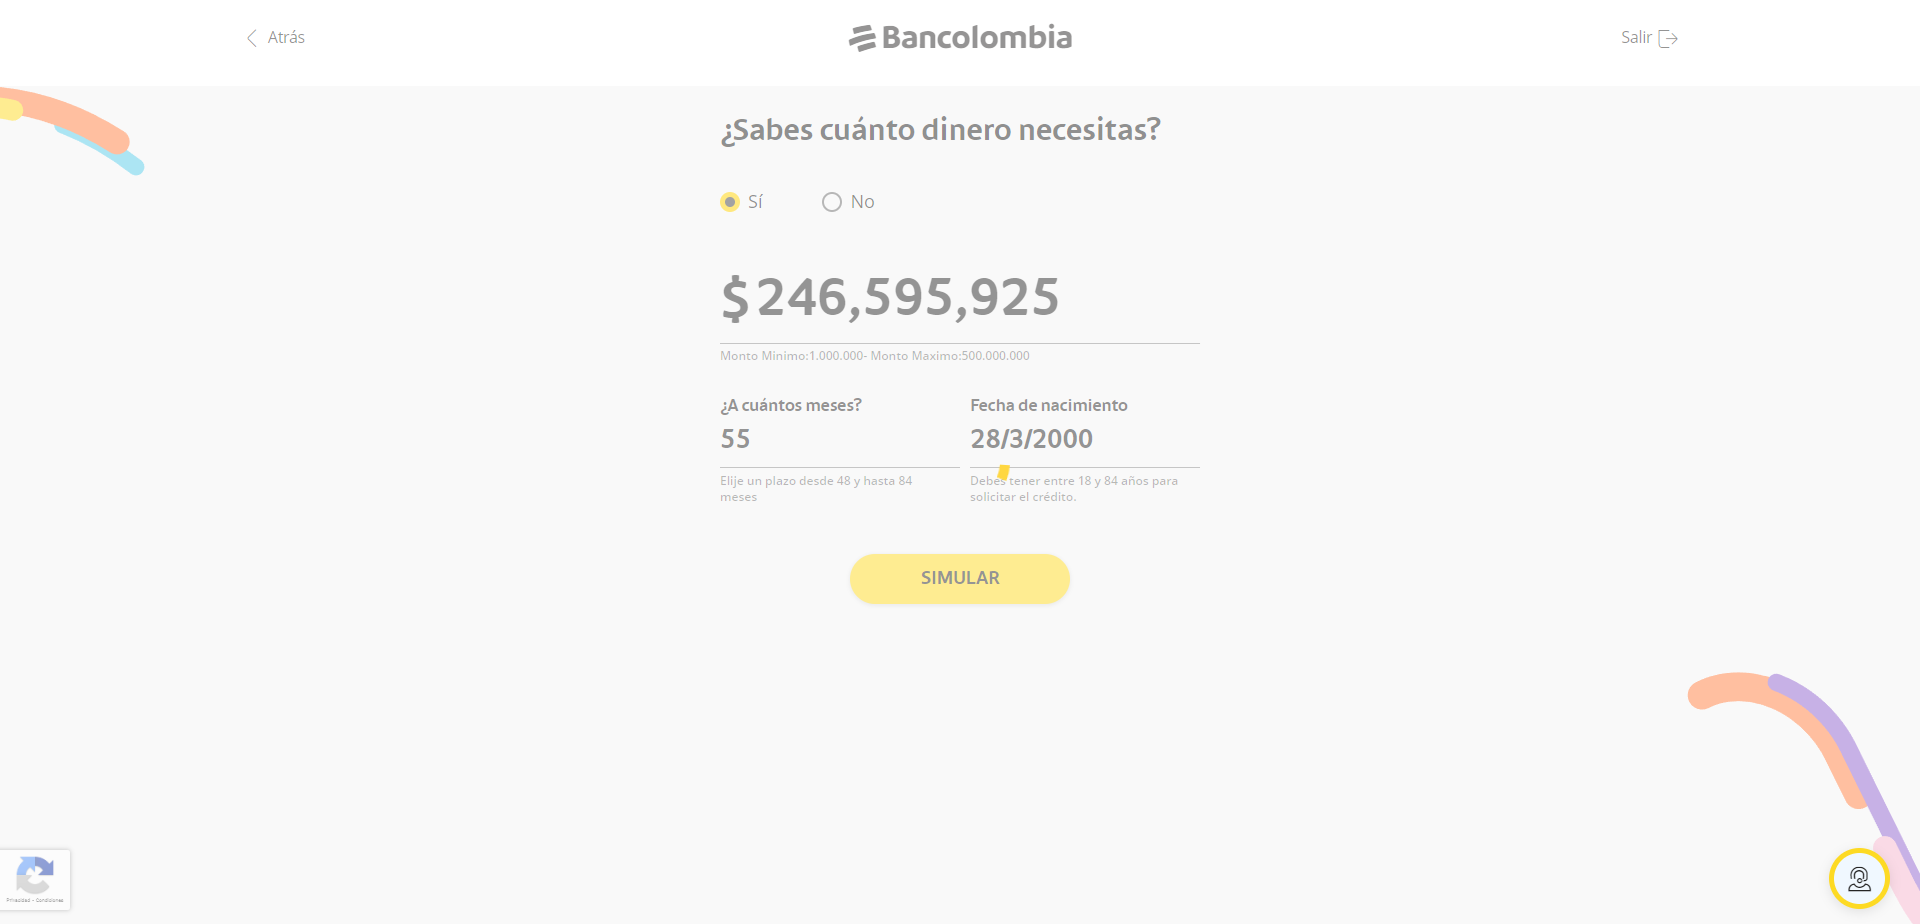 Atrás
Bancolombia
Salir
¿Sabes cuánto dinero necesitas?
Sí
No
$ 246,595,925
Monto Minimo:1.000.000- Monto Maxímo:500.000.000
¿A cuántos meses?
55
Elije un plazo desde 48 y hasta 84
meses
Fecha de nacimiento
28/3/2000
Debes tener entre 18 y 84 años para
solicitar el crédito.
SIMULAR
Privacidad - Condiciones